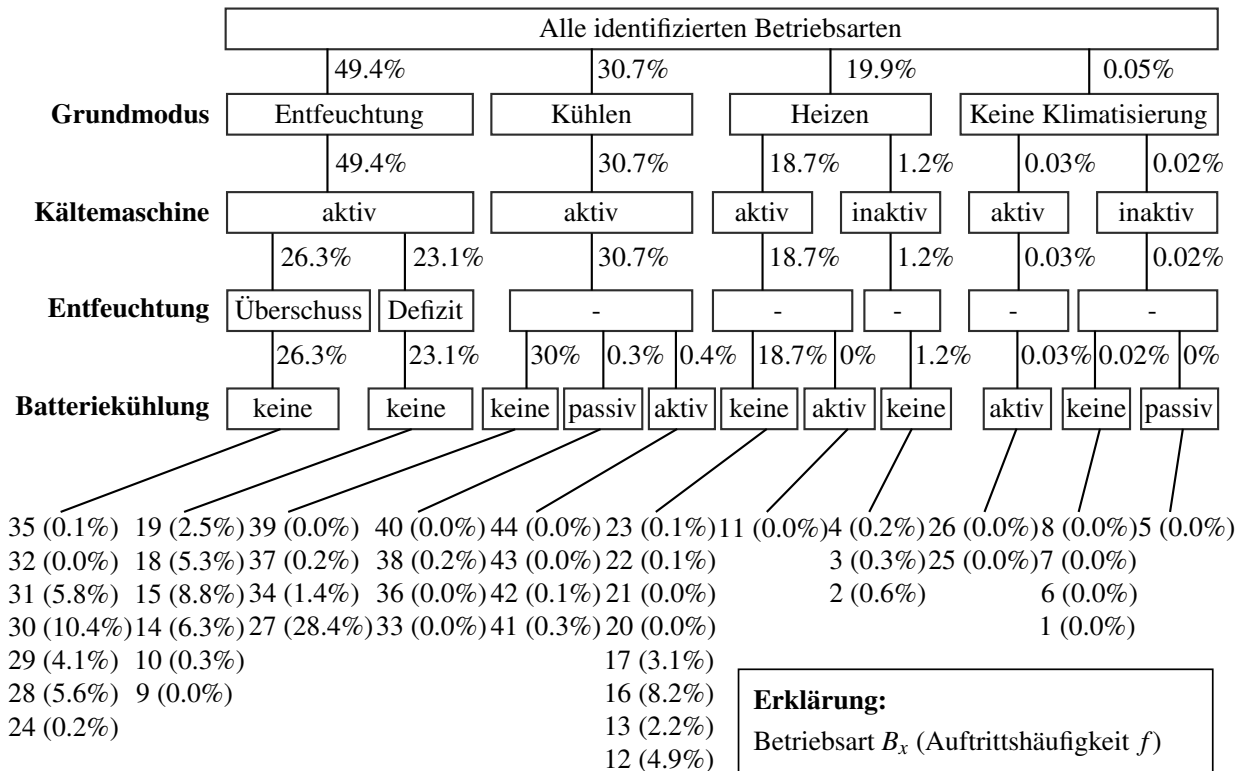 Alle identifizierten Betriebsarten
49.4% 30.7% 19.9% 0.05%
Grundmodus Entfeuchtung Kühlen Heizen Keine Klimatisierung
49.4% 30.7% 18.7% 1.2% 0.03% 0.02%
Kältemaschine aktiv aktiv aktiv inaktiv aktiv inaktiv
26.3% 23.1% 30.7% 18.7% 1.2% 0.03% 0.02%
Entfeuchtung Überschuss Defizit - - - - -
26.3% 23.1% 30% 0.3% 0.4% 18.7% 0% 1.2% 0.03% 0.02% 0%
Batteriekühlung keine keine keine passiv aktiv keine aktiv keine aktiv keine passiv
35 (0.1%) 19 (2.5%) 39 (0.0%) 40 (0.0%) 44 (0.0%) 23 (0.1%) 11 (0.0%) 4 (0.2%) 26 (0.0%) 8 (0.0%) 5 (0.0%)
32 (0.0%) 18 (5.3%) 37 (0.2%) 38 (0.2%) 43 (0.0%) 22 (0.1%) 3 (0.3%) 25 (0.0%) 7 (0.0%)
31 (5.8%) 15 (8.8%) 34 (1.4%) 36 (0.0%) 42 (0.1%) 21 (0.0%) 2 (0.6%) 6 (0.0%)
30 (10.4%) 14 (6.3%) 27 (28.4%) 33 (0.0%) 41 (0.3%) 20 (0.0%) 1 (0.0%)
29 (4.1%) 10 (0.3%) 17 (3.1%)
28 (5.6%) 9 (0.0%) 16 (8.2%)
24 (0.2%) 13 (2.2%)
12 (4.9%)
Erklärung:
Betriebsart Bx (Auftrittshäufigkeit f)